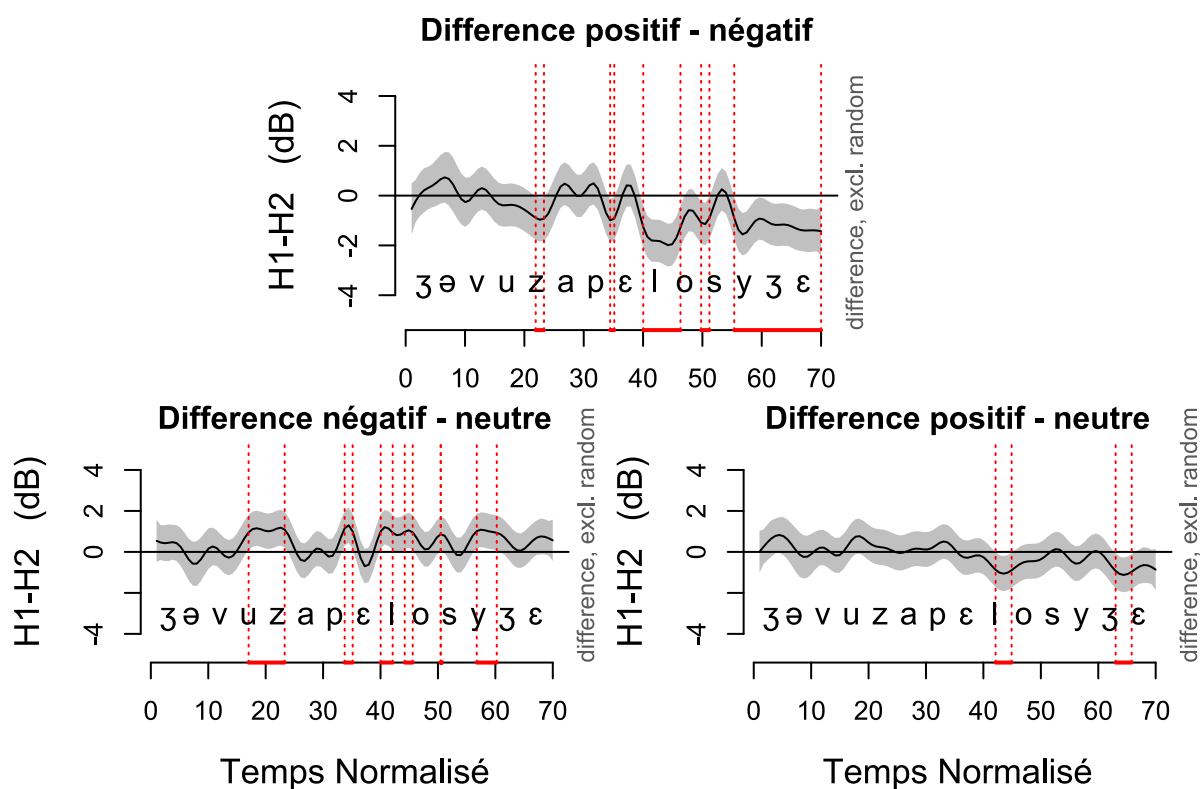 Difference positif - négatif
H1-H2 (dB)
4
2
0
-2
-4
ʒə v u z a p ɛ l o s y ʒ ɛ
difference, excl. random
0 10 20 30 40 50 60 70
Difference négatif - neutre
H1-H2 (dB)
4
2
0
-4
ʒə v u z a p ɛ l o s y ʒ ɛ
difference, excl. random
0 10 20 30 40 50 60 70
Temps Normalisé
Difference positif - neutre
H1-H2 (dB)
4
2
0
-4
ʒə v u z a p ɛ l o s y ʒ ɛ
difference, excl. random
0 10 20 30 40 50 60 70
Temps Normalisé